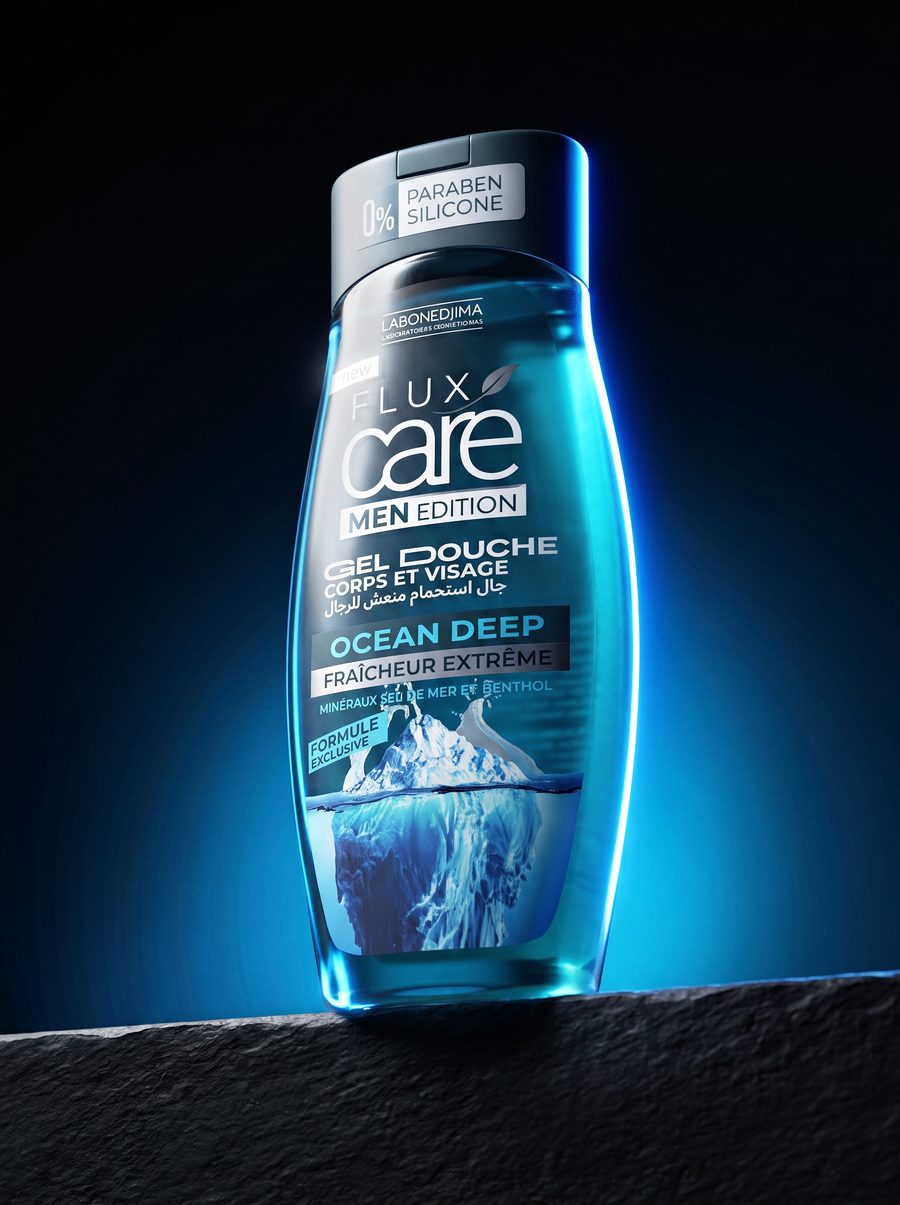 0% PARABEN
SILICONE
LABONEDJIMA
new
FLUX
care
MEN EDITION
GEL DOUCHE
CORPS ET VISAGE
جال استحمام منعش للرجال
OCEAN DEEP
FRAÎCHEUR EXTRÊME
MINÉRAUX SEL DE MER ET BENTHOL
FORMULE
EXCLUSIVE